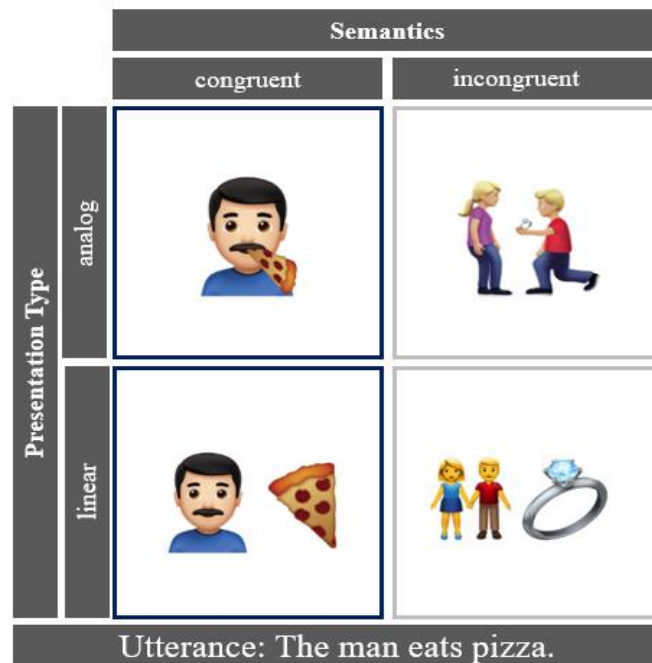 Semantics
congruent
incongruent
Presentation Type
analog
linear
Utterance: The man eats pizza.